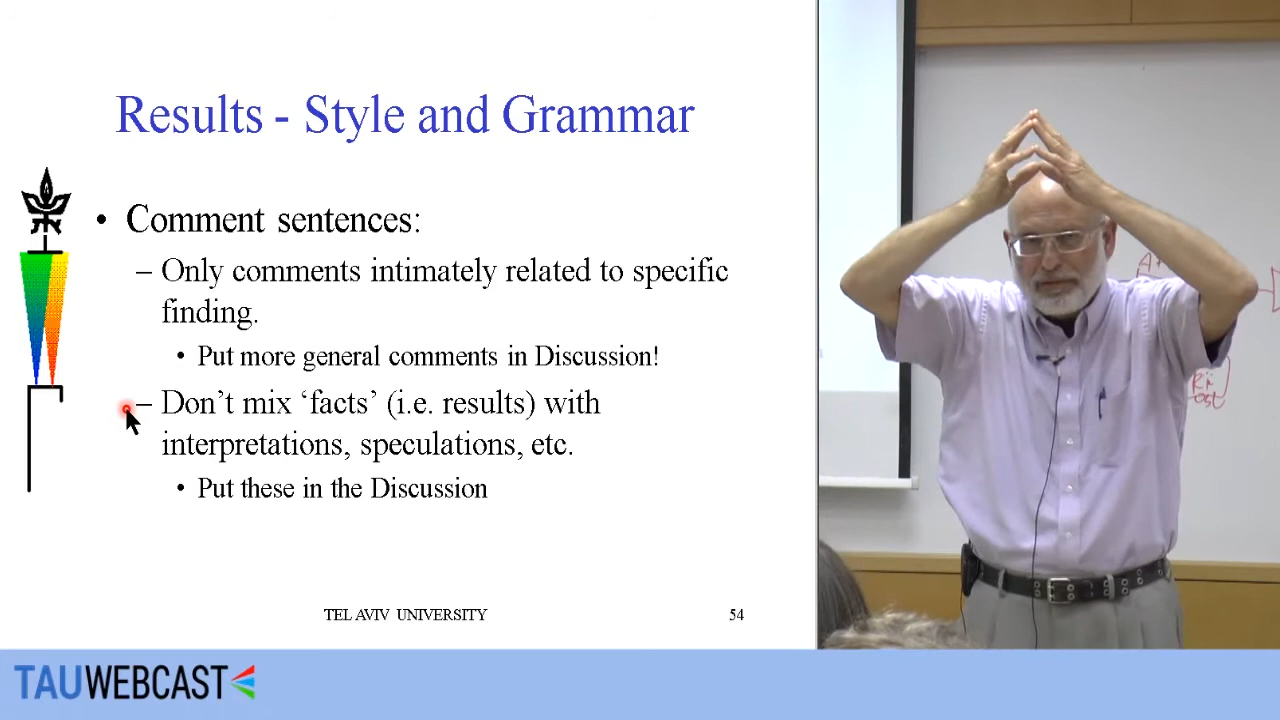 Results - Style and Grammar
• Comment sentences:
– Only comments intimately related to specific
finding.
• Put more general comments in Discussion!
– Don't mix ‘facts’ (i.e. results) with
interpretations, speculations, etc.
• Put these in the Discussion
TEL AVIV UNIVERSITY
54
TAUWEBCAST